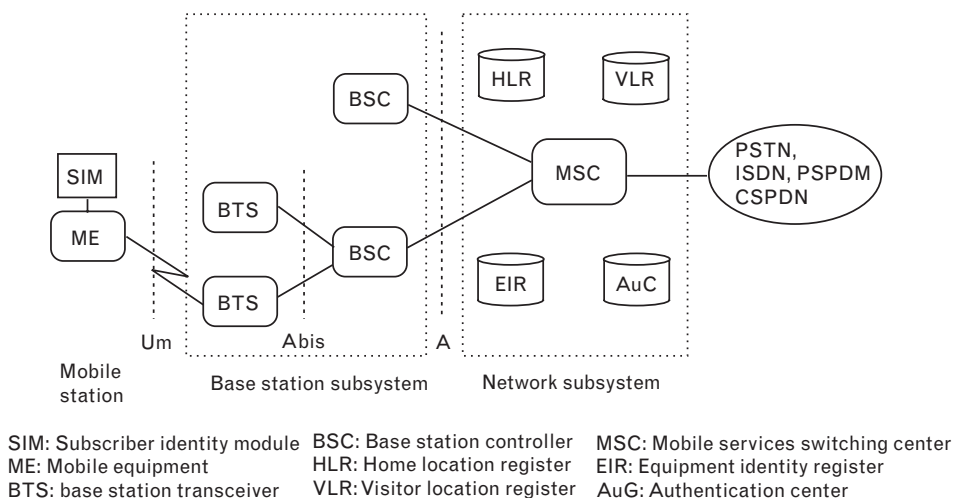 HLR
VLR
BSC
PSTN,
ISDN, PSPDM
CSPDN
MSC
SIM
BTS
ME
BSC
EIR
AuC
BTS
Um
Abis
A
Mobile
station
Base station subsystem
Network subsystem
SIM: Subscriber identity module
BSC: Base station controller
MSC: Mobile services switching center
ME: Mobile equipment
HLR: Home location register
EIR: Equipment identity register
BTS: base station transceiver
VLR: Visitor location register
AuG: Authentication center